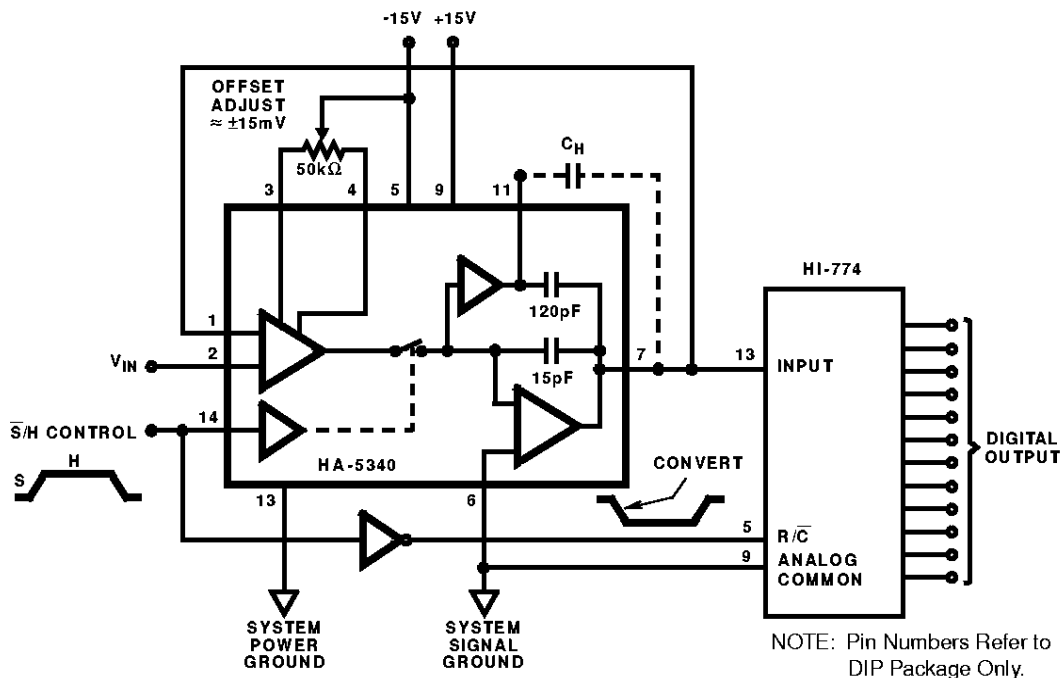 -15V +15V
OFFSET
ADJUST
≈ ±15mV
50kΩ
C_H
3 4 5 9 11
HI-774
1
120pF
2
V_IN
7 13
INPUT
15pF
14
S̅/H CONTROL
H
S
HA-5340
CONVERT
DIGITAL
OUTPUT
13 6
5 R/C̅
9 ANALOG
COMMON
SYSTEM
POWER
GROUND
SYSTEM
SIGNAL
GROUND
NOTE: Pin Numbers Refer to
DIP Package Only.